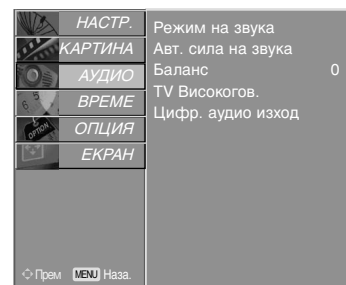 НАСТР.
КАРТИНА
АУДИО
ВРЕМЕ
ОПЦИЯ
ЕКРАН
Режим на звука
Авт. сила на звука
Баланс 0
TV Високогов.
Цифр. аудио изход
Прем MENU Наза.